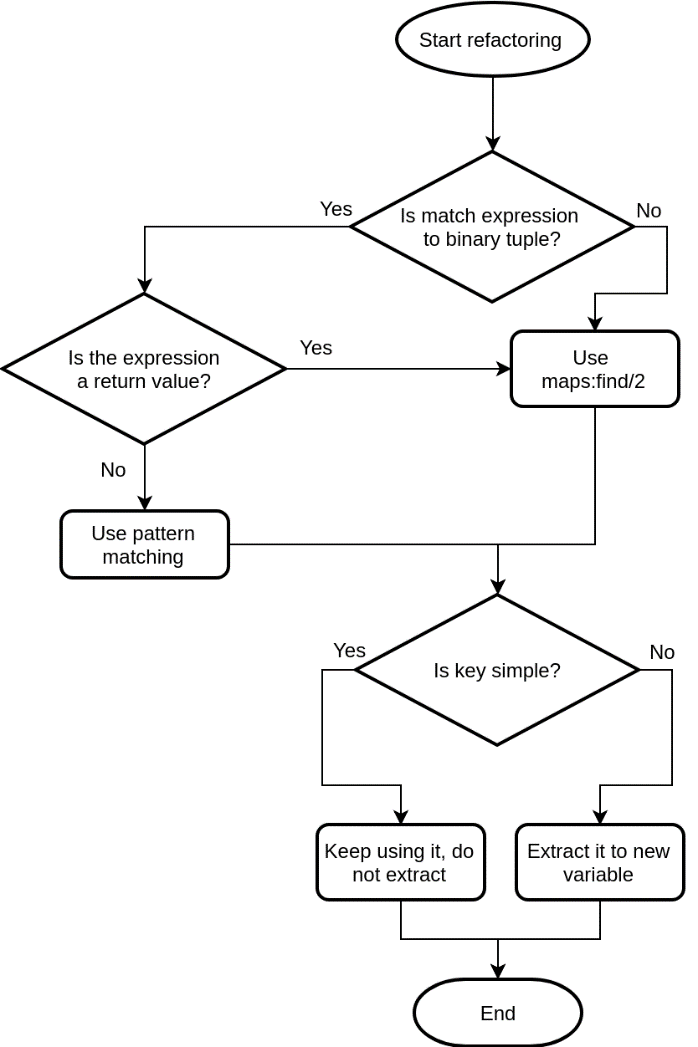 Start refactoring
Is match expression
to binary tuple?
Yes
No
Is the expression
a return value?
Yes
No
Use
maps:find/2
Use pattern
matching
Is key simple?
Yes
No
Keep using it, do
not extract
Extract it to new
variable
End